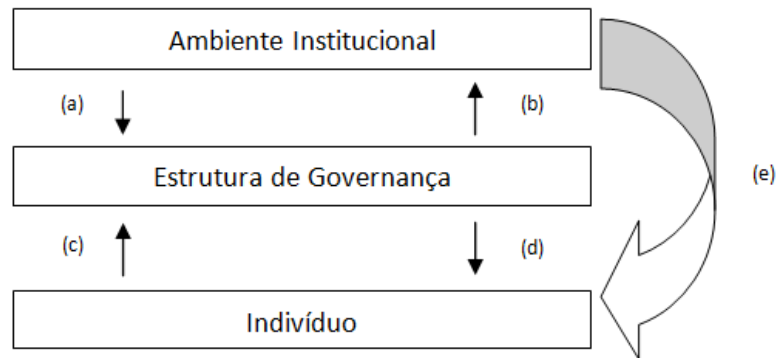 Ambiente Institucional
(a)
(b)
Estrutura de Governança
(e)
(c)
(d)
Indivíduo